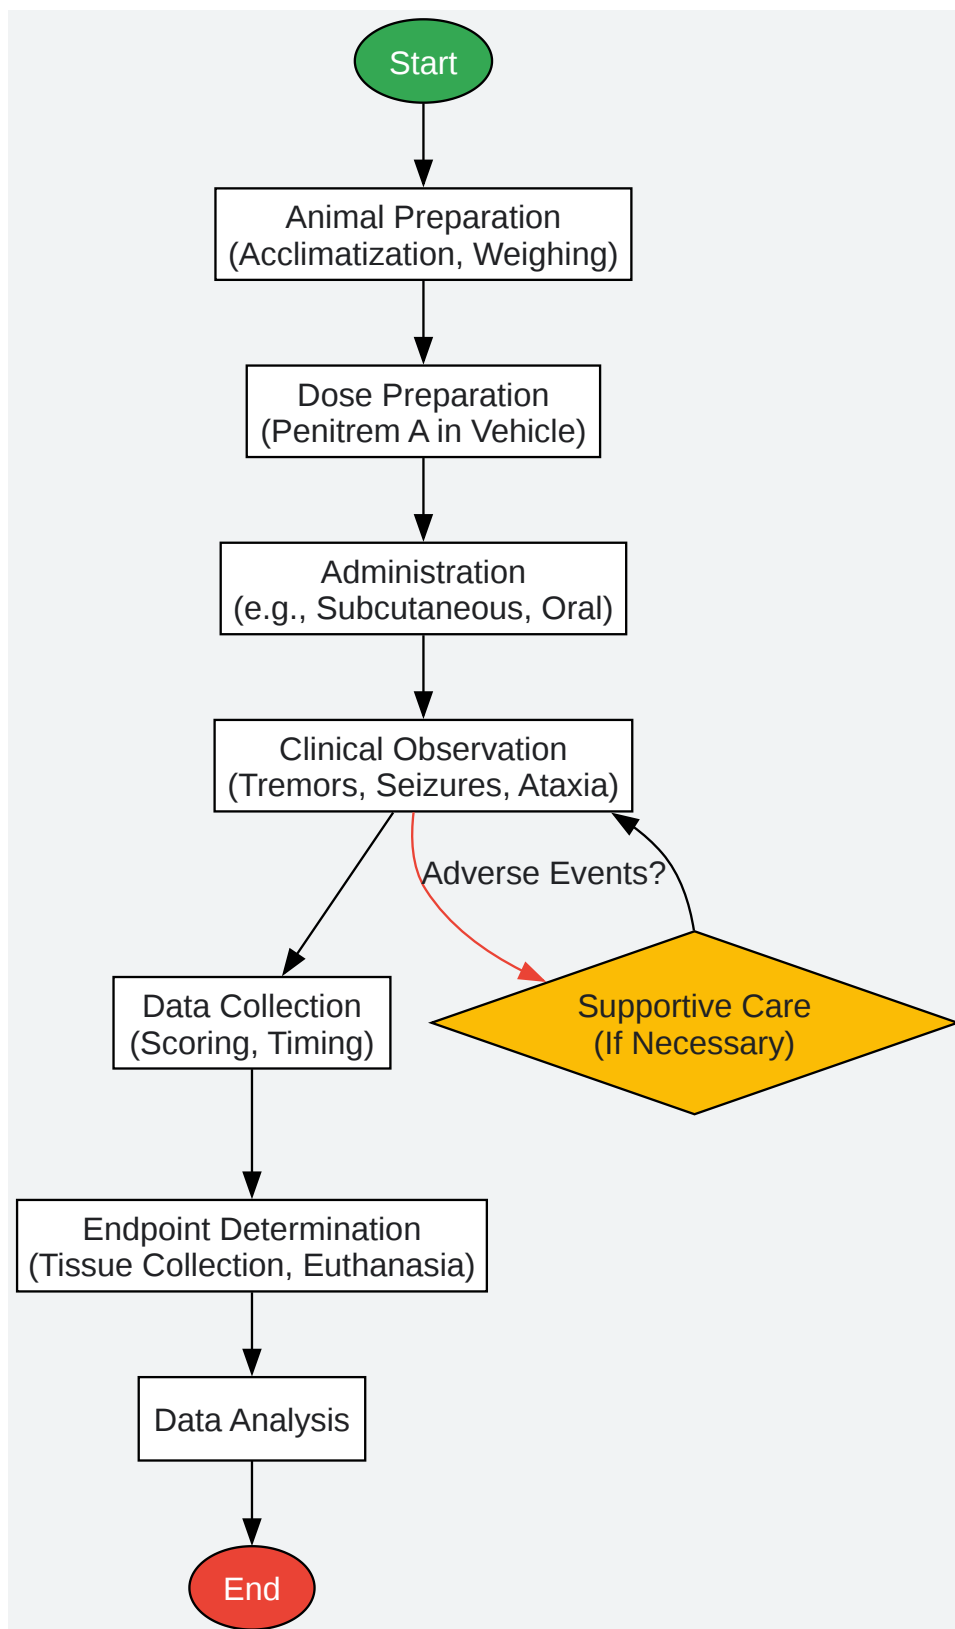 Start
Animal Preparation
(Acclimatization, Weighing)
Dose Preparation
(Penitrem A in Vehicle)
Administration
(e.g., Subcutaneous, Oral)
Clinical Observation
(Tremors, Seizures, Ataxia)
Adverse Events?
Data Collection
(Scoring, Timing)
Supportive Care
(If Necessary)
Endpoint Determination
(Tissue Collection, Euthanasia)
Data Analysis
End